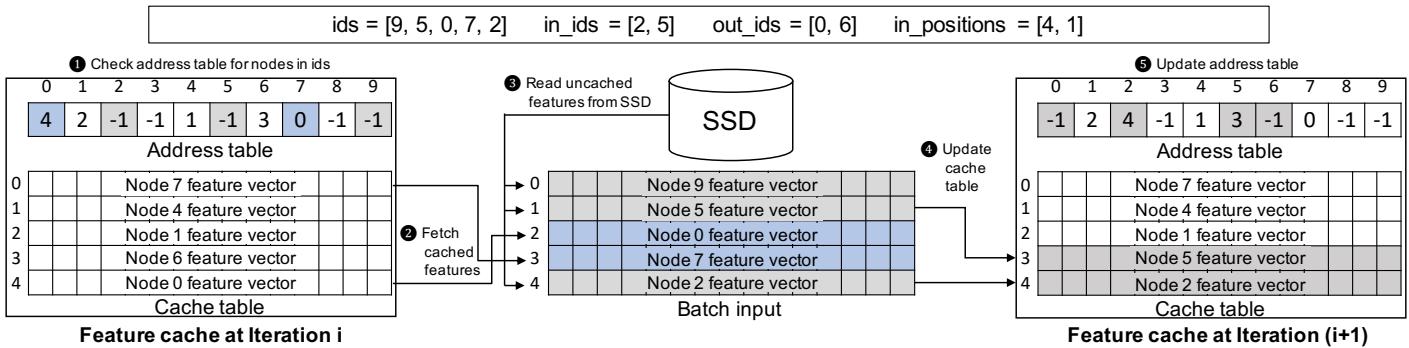 ids = [9, 5, 0, 7, 2] in_ids = [2, 5] out_ids = [0, 6] in_positions = [4, 1]
❶ Check address table for nodes in ids
0 1 2 3 4 5 6 7 8 9
4 2 -1 -1 1 -1 3 0 -1 -1
Address table
0 Node 7 feature vector
1 Node 4 feature vector
2 Node 1 feature vector
3 Node 6 feature vector
4 Node 0 feature vector
Cache table
Feature cache at Iteration i
❷ Fetch
cached
features
❸ Read uncached
features from SSD
SSD
0 Node 9 feature vector
1 Node 5 feature vector
2 Node 0 feature vector
3 Node 7 feature vector
4 Node 2 feature vector
Batch input
❹ Update
cache
table
❺ Update address table
0 1 2 3 4 5 6 7 8 9
-1 2 4 -1 1 3 -1 0 -1 -1
Address table
0 Node 7 feature vector
1 Node 4 feature vector
2 Node 1 feature vector
3 Node 5 feature vector
4 Node 2 feature vector
Cache table
Feature cache at Iteration (i+1)